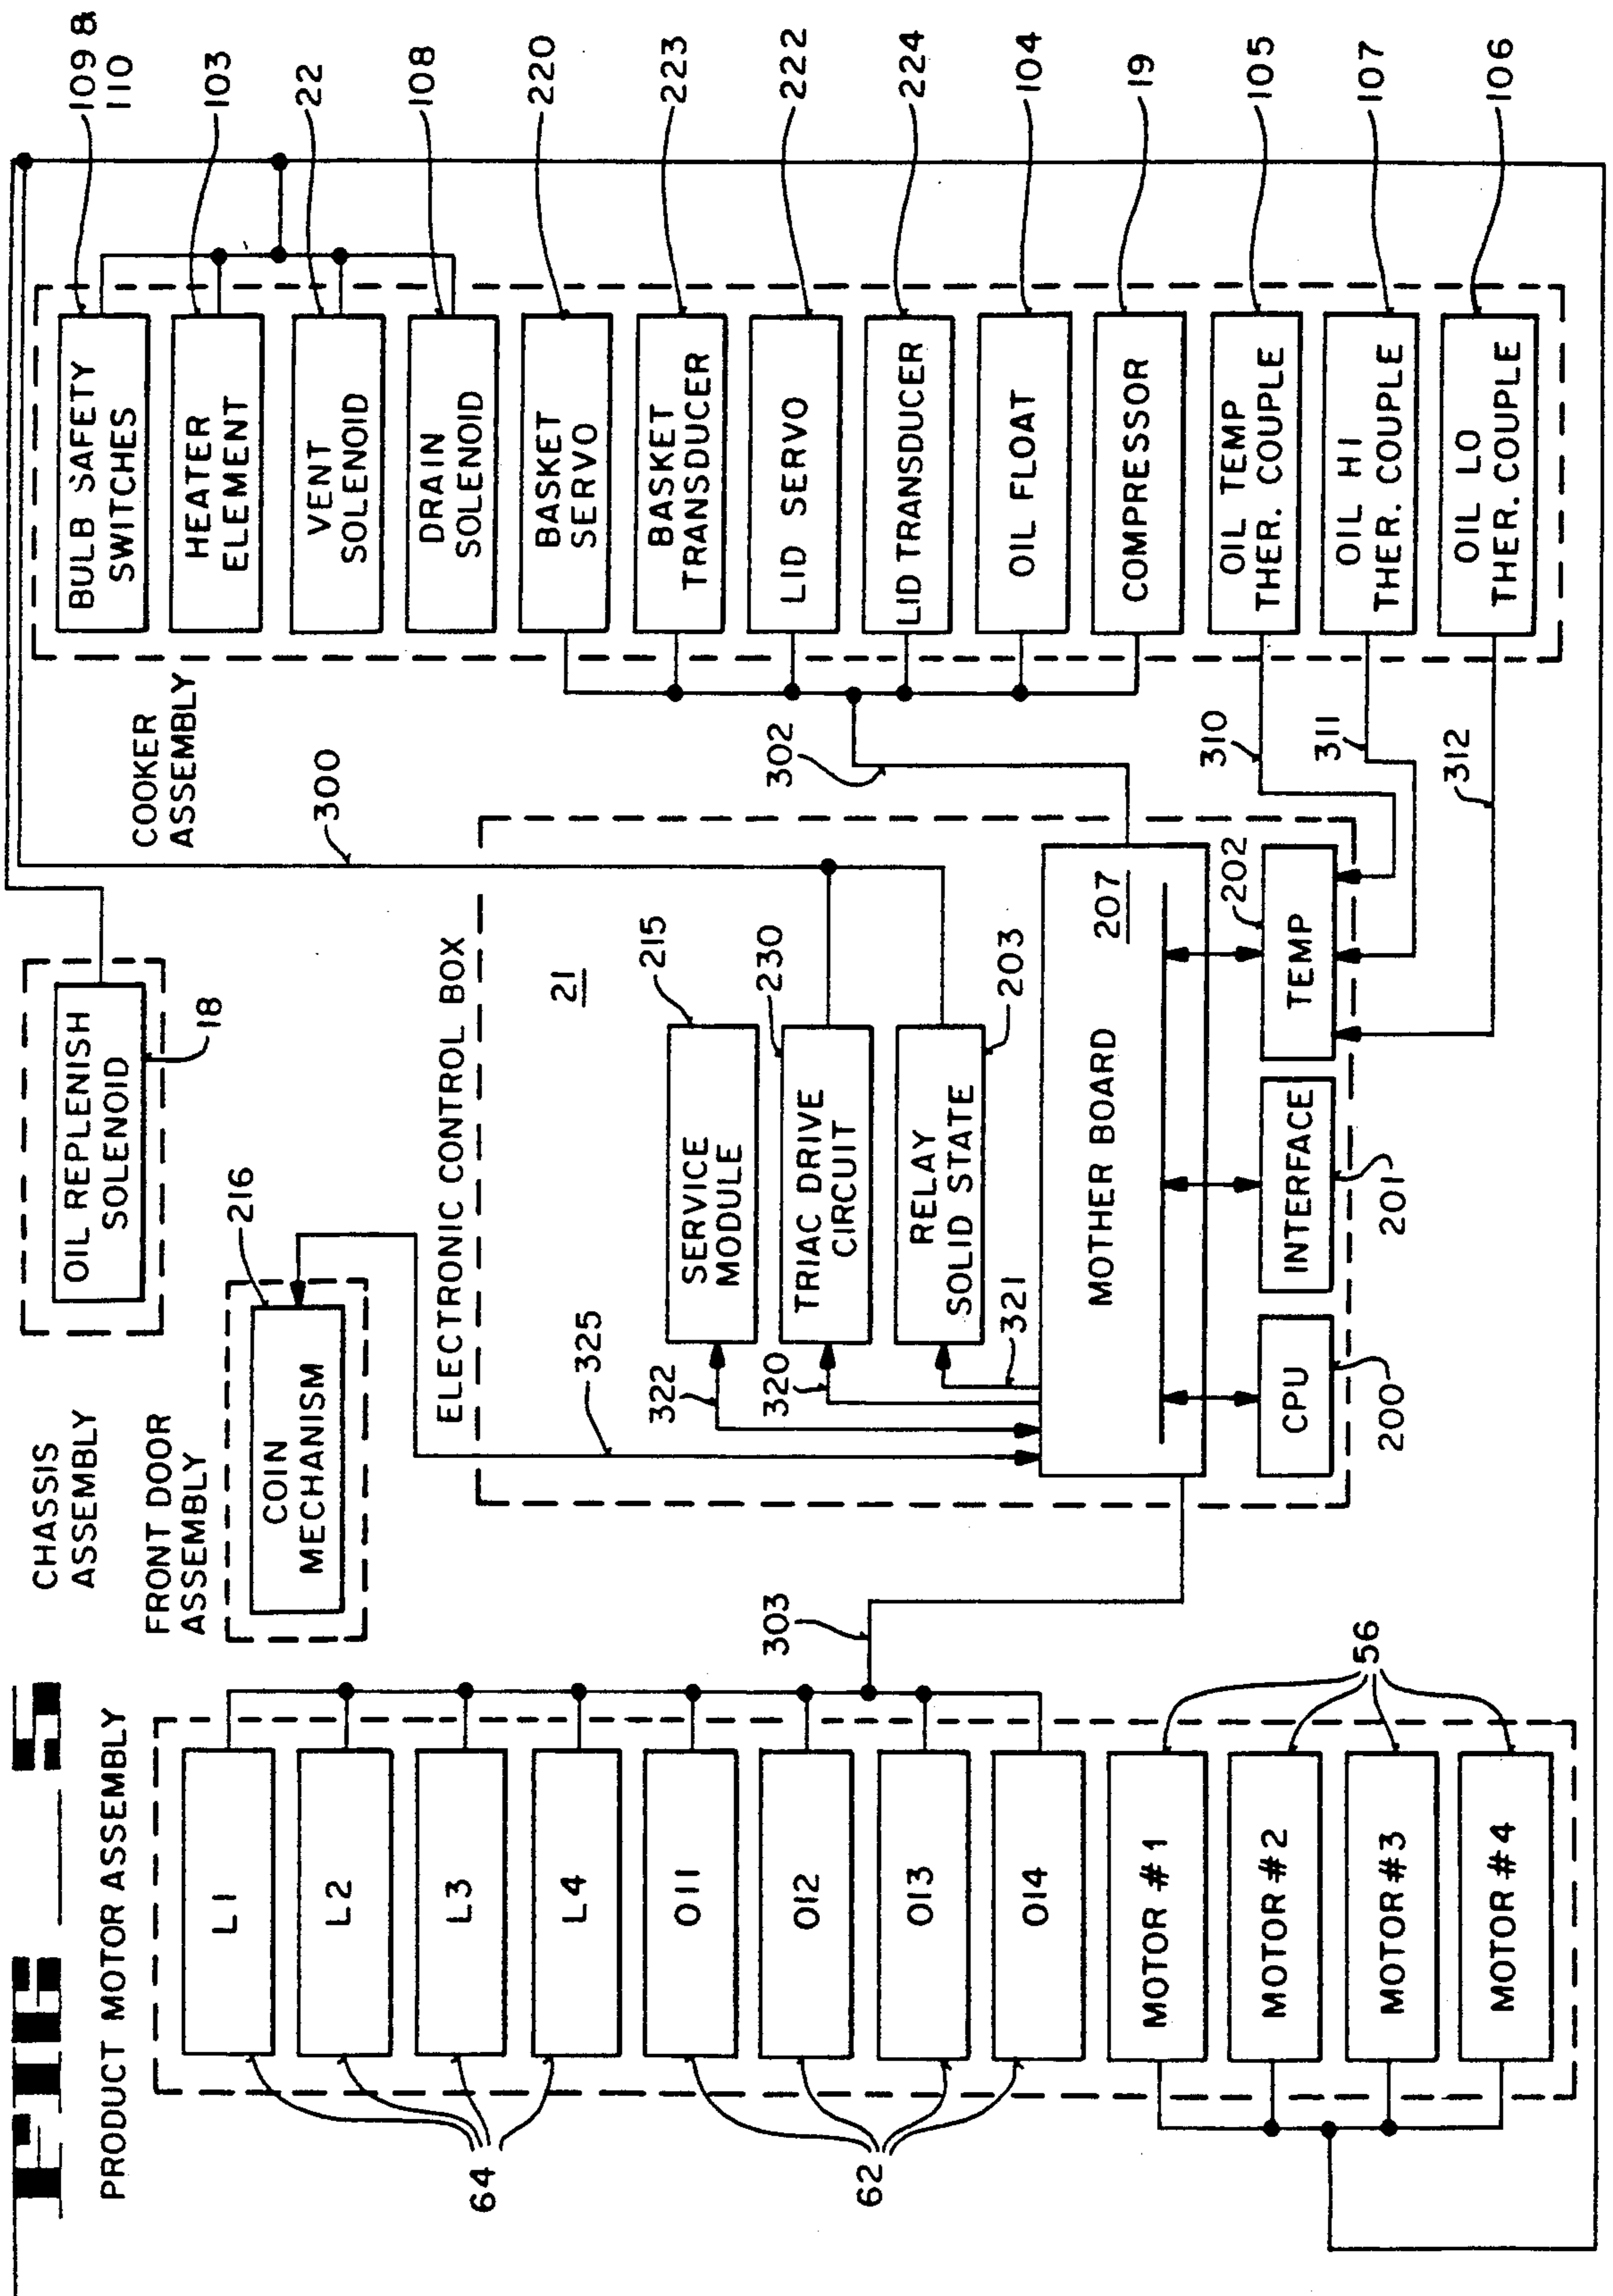 FIG 5
PRODUCT MOTOR ASSEMBLY
L1
L2
L3
L4
OI1
OI2
OI3
OI4
MOTOR #1
MOTOR #2
MOTOR #3
MOTOR #4
64
62
56
303
CHASSIS
ASSEMBLY
OIL REPLENISH
SOLENOID
18
FRONT DOOR
ASSEMBLY
COIN
MECHANISM
216
325
ELECTRONIC CONTROL BOX
21
SERVICE
MODULE
215
322
TRIAC DRIVE
CIRCUIT
230
320
RELAY
SOLID STATE
203
321
MOTHER BOARD
207
CPU
200
INTERFACE
201
TEMP
202
300
302
310
311
312
COOKER
ASSEMBLY
BULB SAFETY
SWITCHES
109 &
110
HEATER
ELEMENT
103
VENT
SOLENOID
22
DRAIN
SOLENOID
108
BASKET
SERVO
220
BASKET
TRANSDUCER
223
LID SERVO
222
LID TRANSDUCER
224
OIL FLOAT
104
COMPRESSOR
19
OIL TEMP
THER. COUPLE
105
OIL HI
THER. COUPLE
107
OIL LO
THER. COUPLE
106